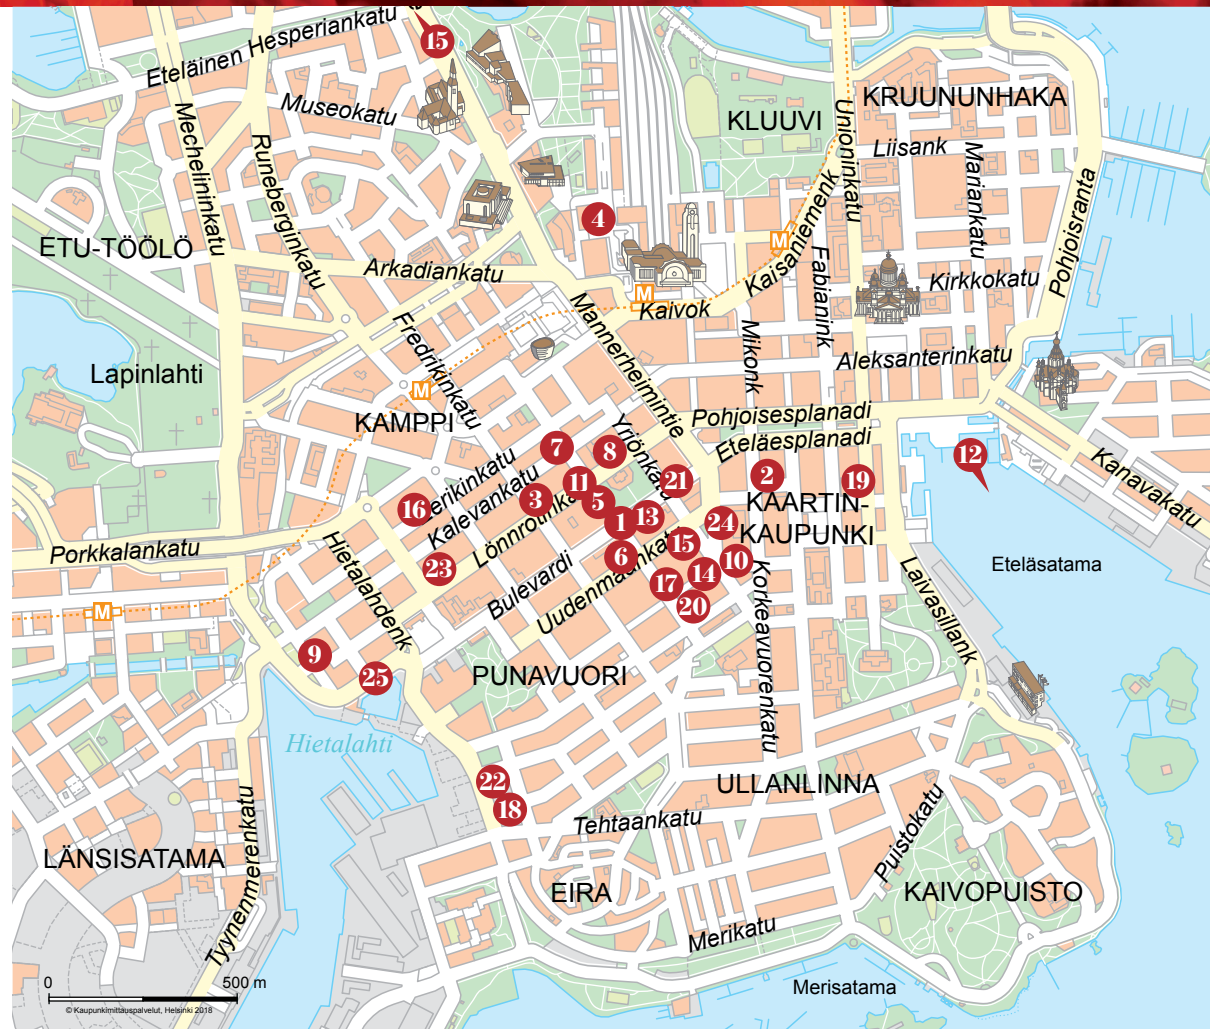 Eteläinen Hesperiankatu
15
Museokatu
Mechelininkatu
Runeberginkatu
KLUUVI
KRUUNUNHAKA
Unioninkatu
Liisank
Mariankatu
Pohjoisranta
4
ETU-TÖÖLÖ
Arkadiankatu
M
Kaisaniemenk
Fabianink
Kirkkokatu
M
Kaivok
Mannerheimintie
Mikonk
Aleksanterinkatu
Fredrikinkatu
Lapinlahti
M
KAMPPI
Pohjoisesplanadi
Eteläesplanadi
Yrjönkatu
7
8
12
Kanavakatu
11
21
2
19
KAARTIN-
KAUPUNKI
16
Eerikinkatu
Kalevankatu
3
5
Lönnrotinka
1
13
24
Porkkalankatu
Hietalahdenk
23
Bulevardi
6
15
10
Uudenmaankatu
17
14
20
Korkeavuorenkatu
Laivasillank
Eteläsatama
M
9
25
PUNAVUORI
Hietalahti
22
18
ULLANLINNA
Tehtaankatu
Puistokatu
LÄNSISATAMA
Tyynenmerenkatu
EIRA
KAIVOPUISTO
Merikatu
Merisatama
0
500 m
© Kaupunkimittauspalvelut, Helsinki 2018